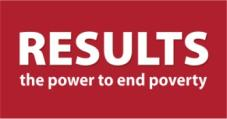 RESULTS
the power to end poverty